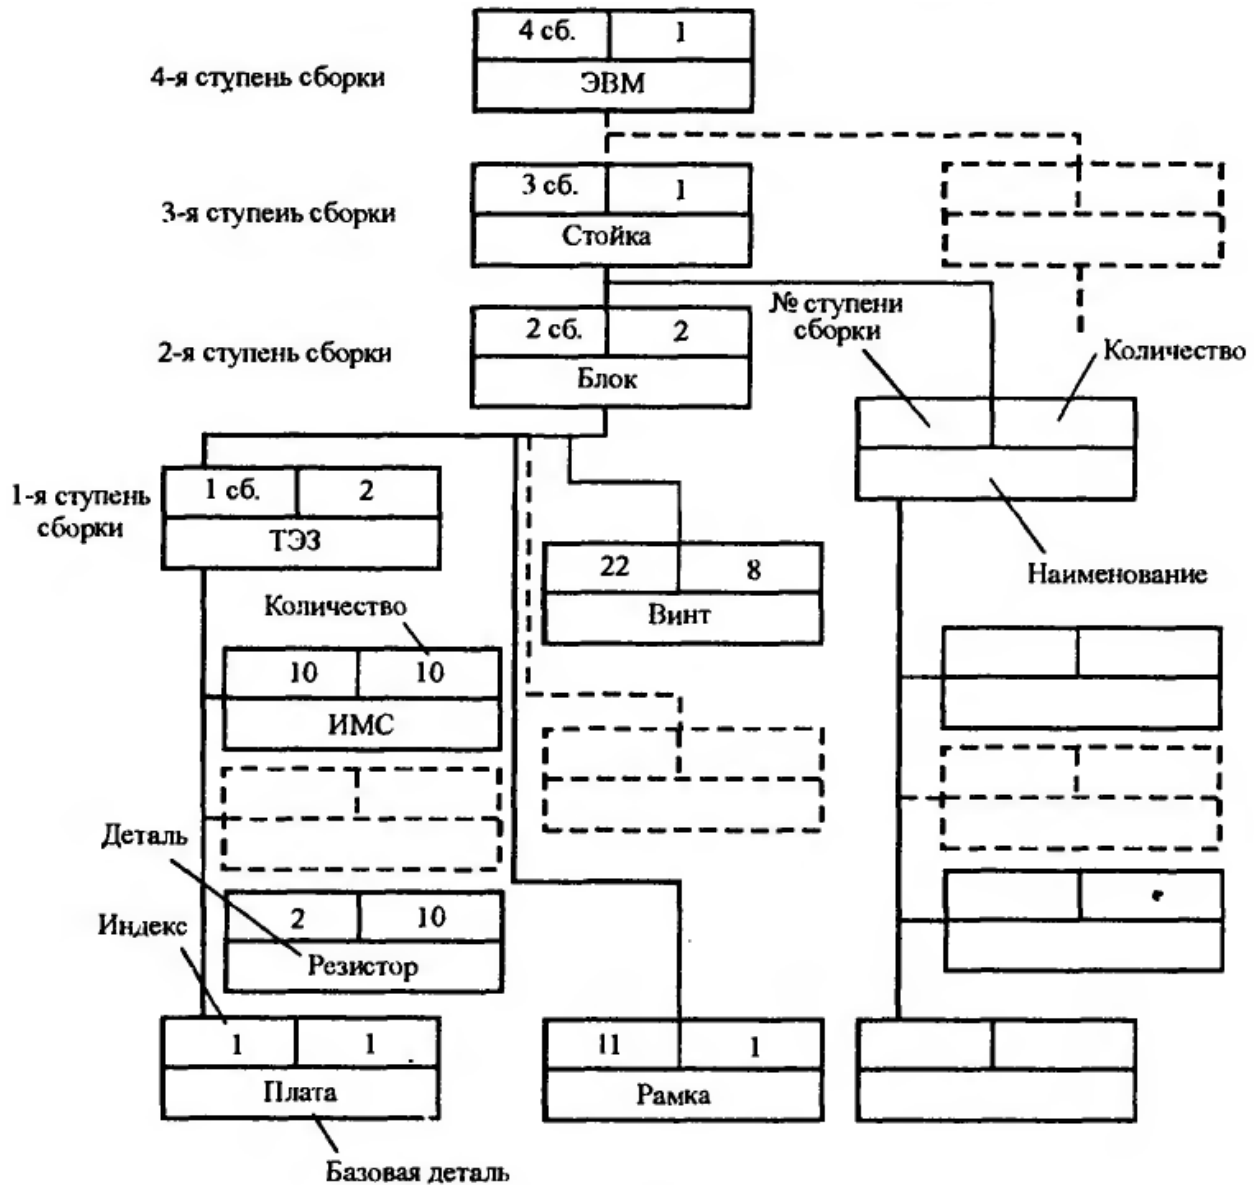 4 сб. 1
4-я ступень сборки
ЭВМ
3 сб. 1
3-я ступень сборки
Стойка
№ ступени
сборки
2 сб. 2
2-я ступень сборки
Блок
Количество
1-я ступень
сборки
1 сб. 2
ТЭЗ
22 8
Винт
Наименование
Количество
10 10
ИМС
Деталь
Индекс
2 10
Резистор
1 1
Плата
11 1
Рамка
Базовая деталь